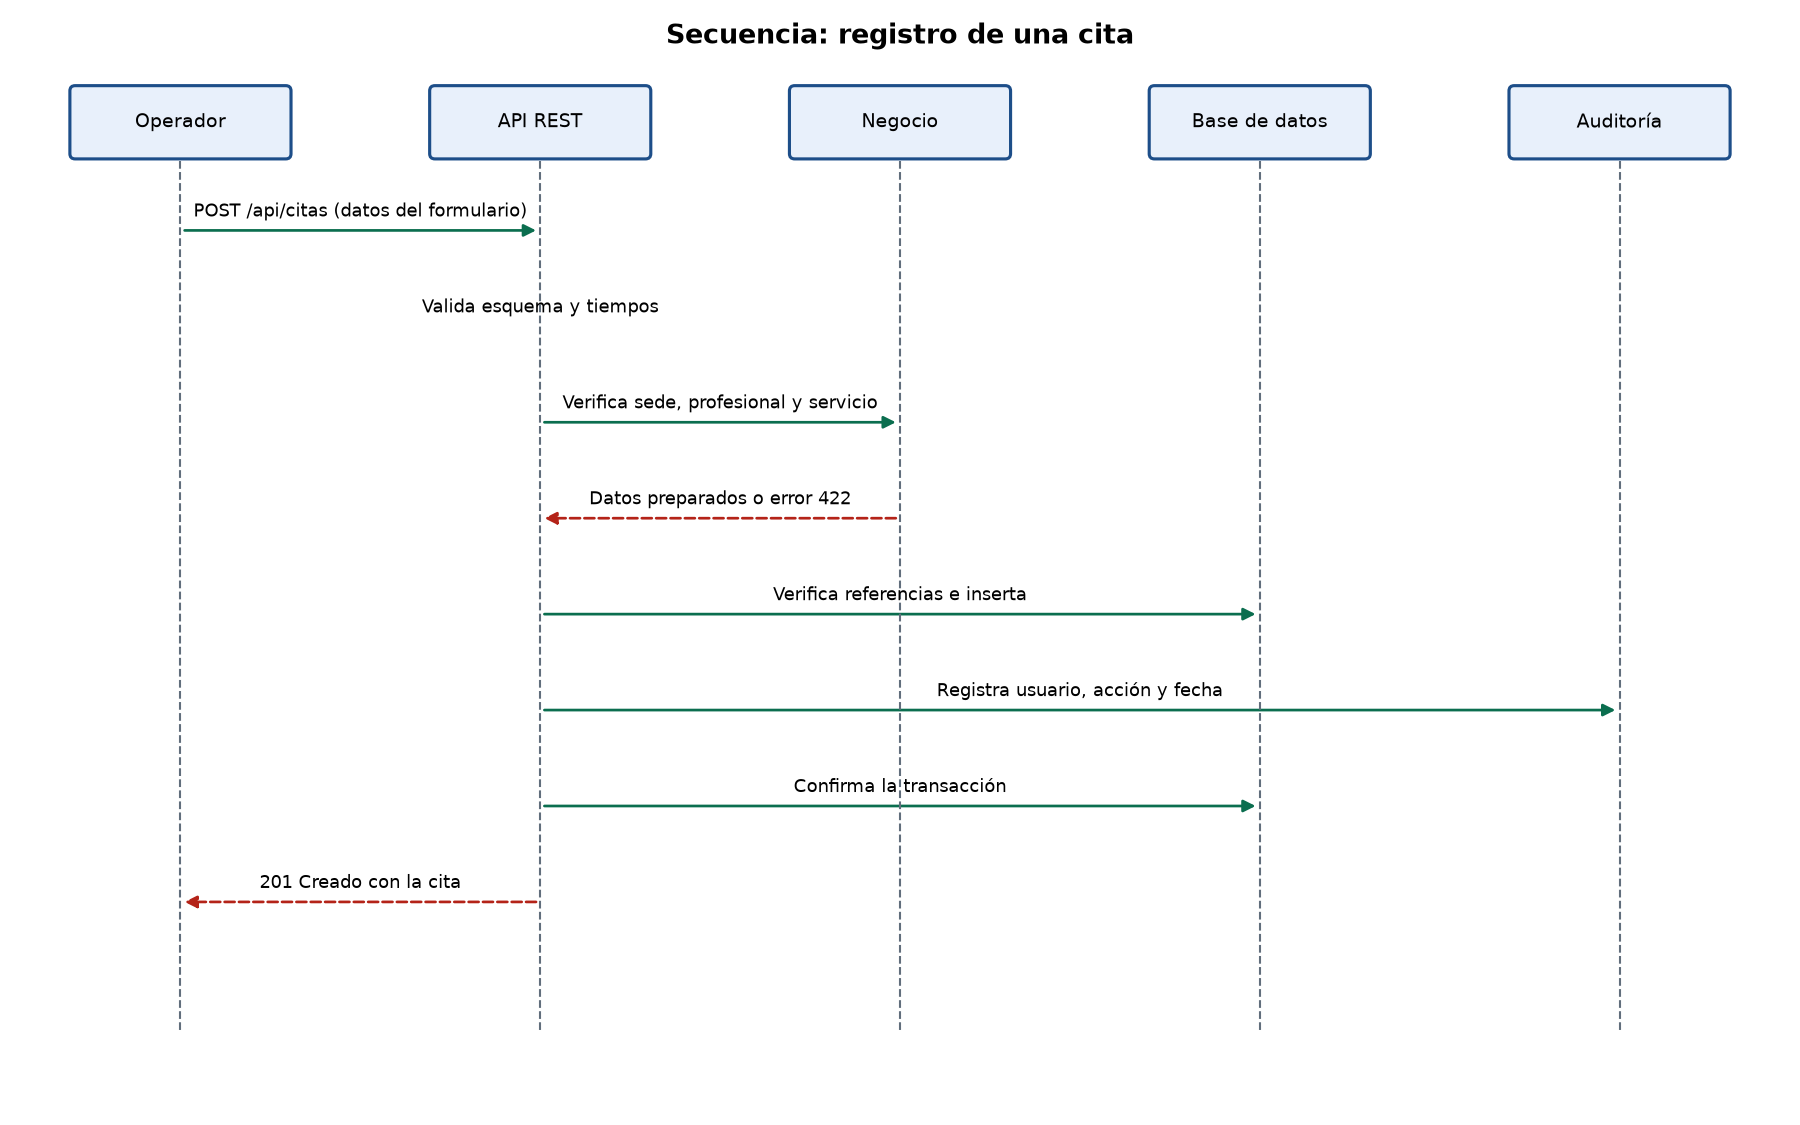 Secuencia: registro de una cita
Operador
API REST
Negocio
Base de datos
Auditoría
POST /api/citas (datos del formulario)
Valida esquema y tiempos
Verifica sede, profesional y servicio
Datos preparados o error 422
Verifica referencias e inserta
Registra usuario, acción y fecha
Confirma la transacción
201 Creado con la cita